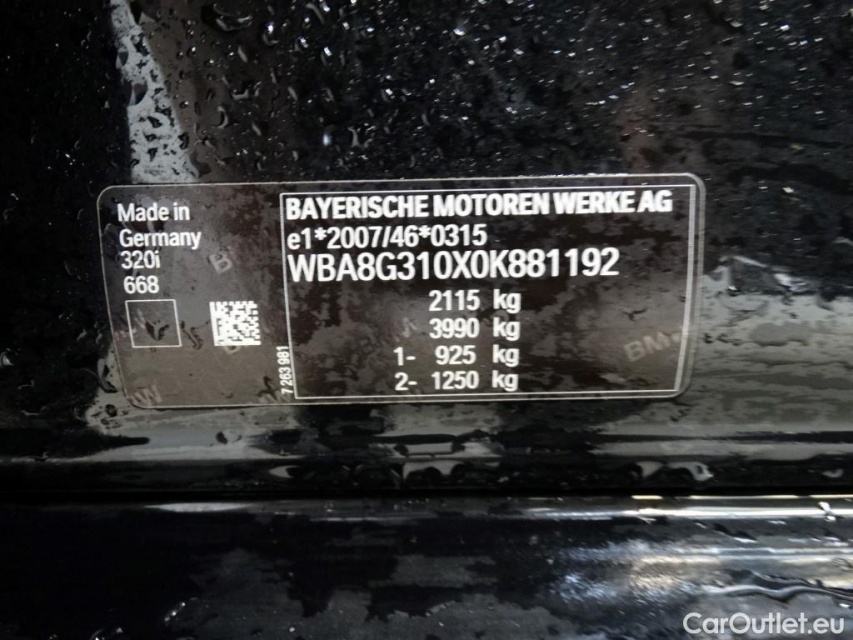 Made in
Germany
320i
668
BAYERISCHE MOTOREN WERKE AG
e1*2007/46*0315
WBA8G310X0K881192
2115 kg
3990 kg
1- 925 kg
2- 1250 kg
7 263 981
CarOutlet.eu